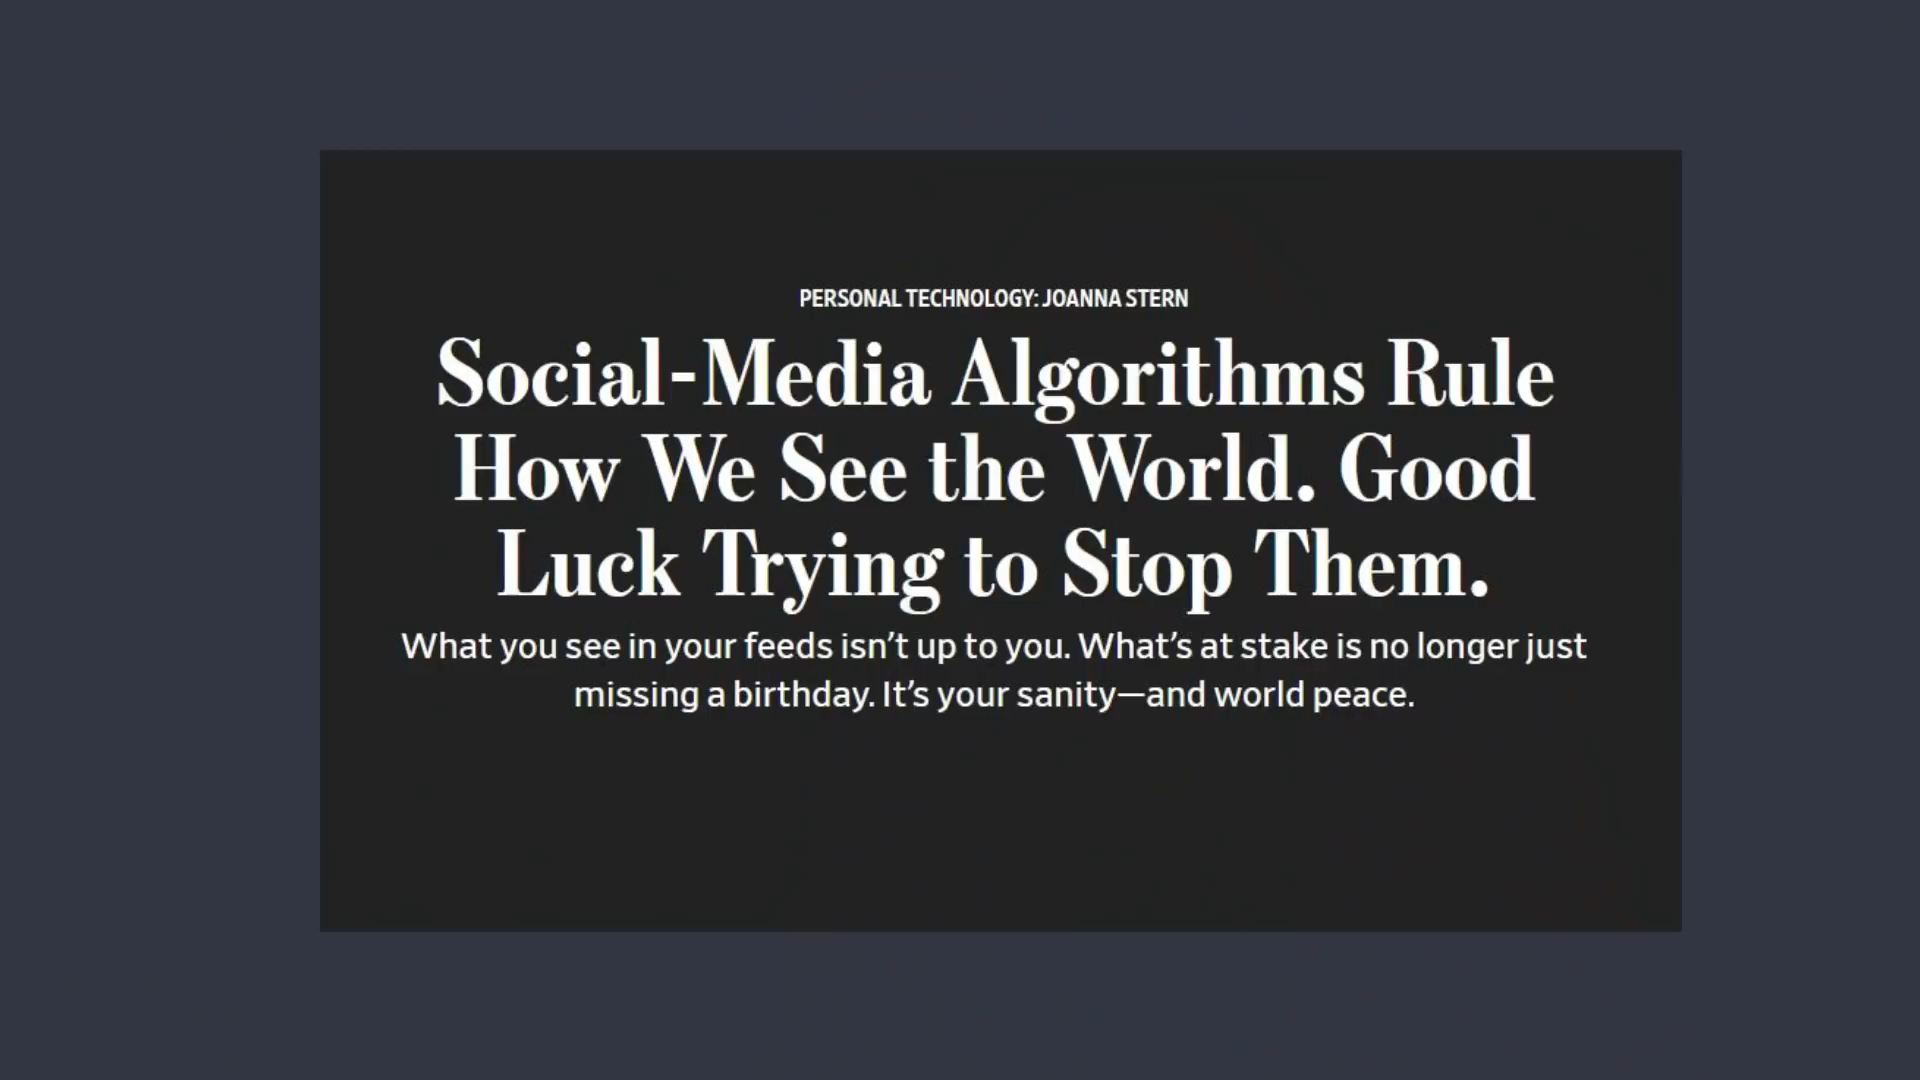 PERSONAL TECHNOLOGY: JOANNA STERN
Social-Media Algorithms Rule
How We See the World. Good
Luck Trying to Stop Them.
What you see in your feeds isn’t up to you. What’s at stake is no longer just
missing a birthday. It’s your sanity—and world peace.